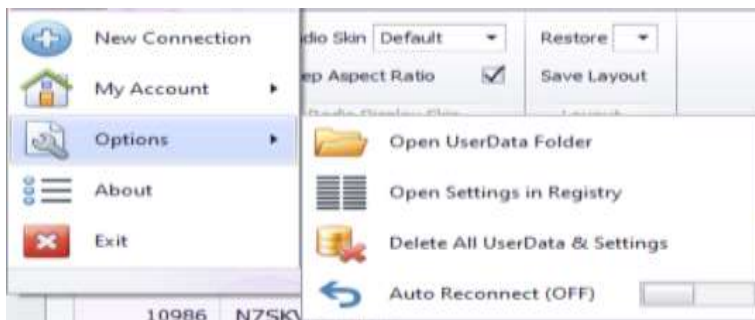 New Connection
dio Skin Default
Restore
My Account
ep Aspect Ratio
Save Layout
Options
Open UserData Folder
About
Open Settings in Registry
Exit
Delete All UserData & Settings
Auto Reconnect (OFF)
10986 N7SKV